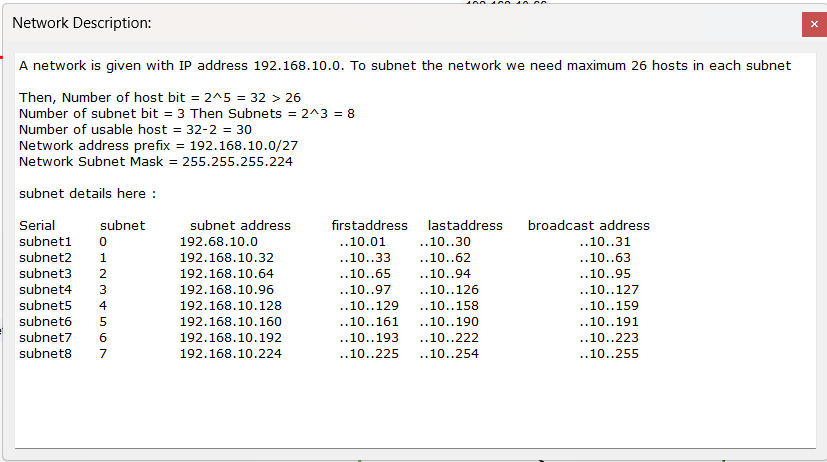 Network Description:
A network is given with IP address 192.168.10.0. To subnet the network we need maximum 26 hosts in each subnet
Then, Number of host bit = 2^5 = 32 > 26
Number of subnet bit = 3 Then Subnets = 2^3 = 8
Number of usable host = 32-2 = 30
Network address prefix = 192.168.10.0/27
Network Subnet Mask = 255.255.255.224
subnet details here :
Serial subnet subnet address firstaddress lastaddress broadcast address
subnet1 0 192.68.10.0 ..10.01 ..10..30 ..10..31
subnet2 1 192.168.10.32 ..10..33 ..10..62 ..10..63
subnet3 2 192.168.10.64 ..10..65 ..10..94 ..10..95
subnet4 3 192.168.10.96 ..10..97 ..10..126 ..10..127
subnet5 4 192.168.10.128 ..10..129 ..10..158 ..10..159
subnet6 5 192.168.10.160 ..10..161 ..10..190 ..10..191
subnet7 6 192.168.10.192 ..10..193 ..10..222 ..10..223
subnet8 7 192.168.10.224 ..10..225 ..10..254 ..10..255